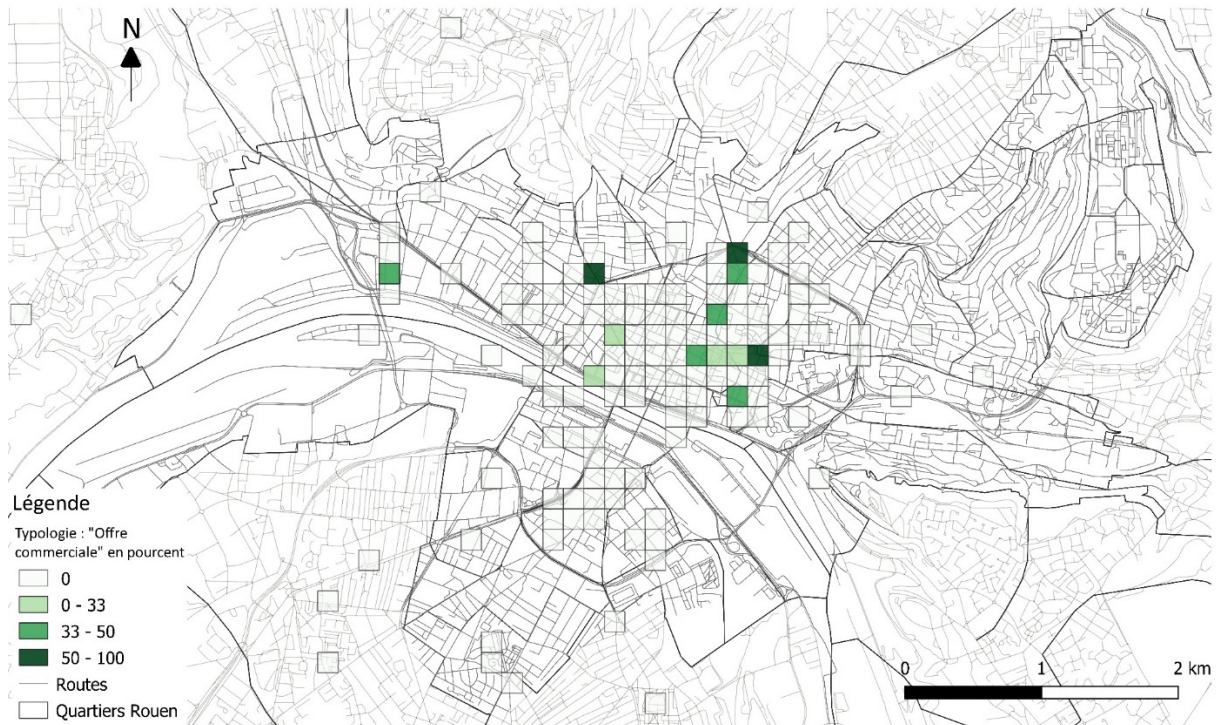 N
Légende
Typologie : "Offre
commerciale" en pourcent
0
0 - 33
33 - 50
50 - 100
Routes
Quartiers Rouen
0 1 2 km